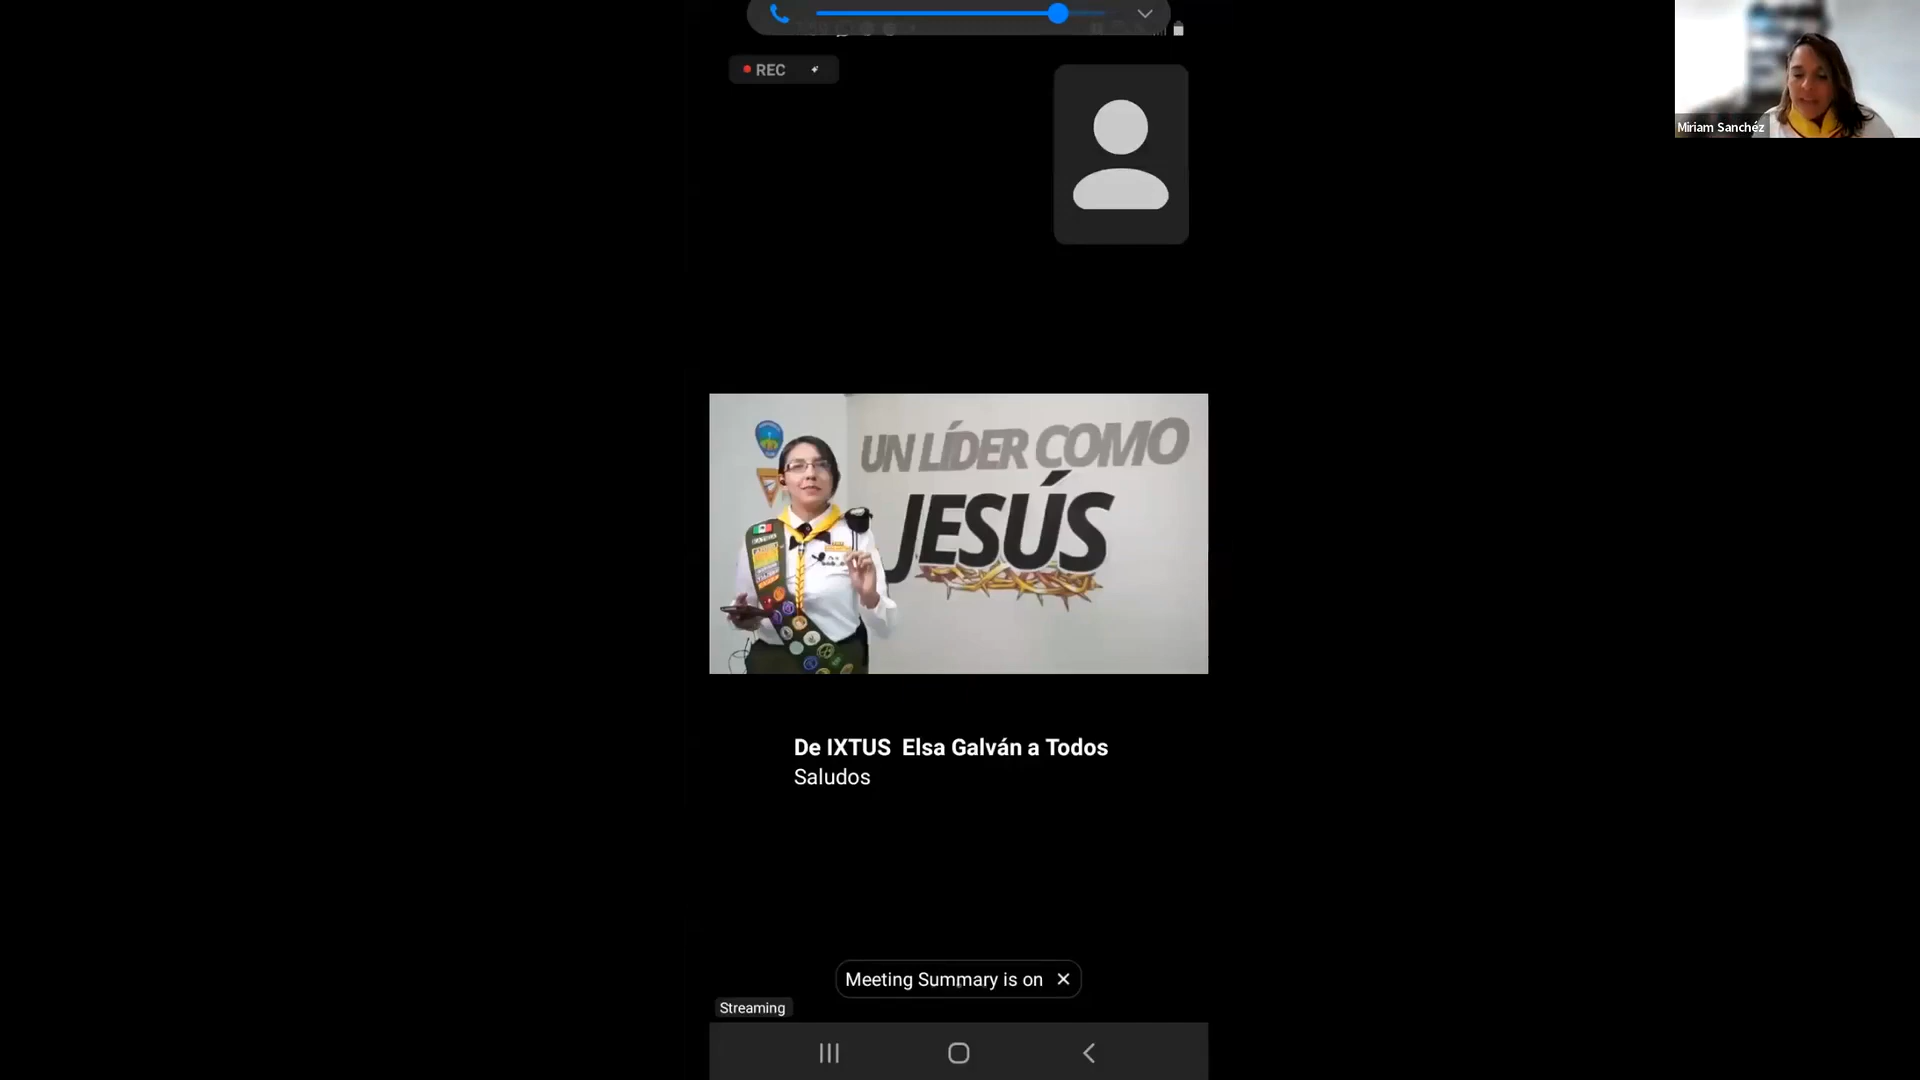 REC
Miriam Sanchéz
UN LÍDER COMO
JESÚS
De IXTUS Elsa Galván a Todos
Saludos
Meeting Summary is on
Streaming